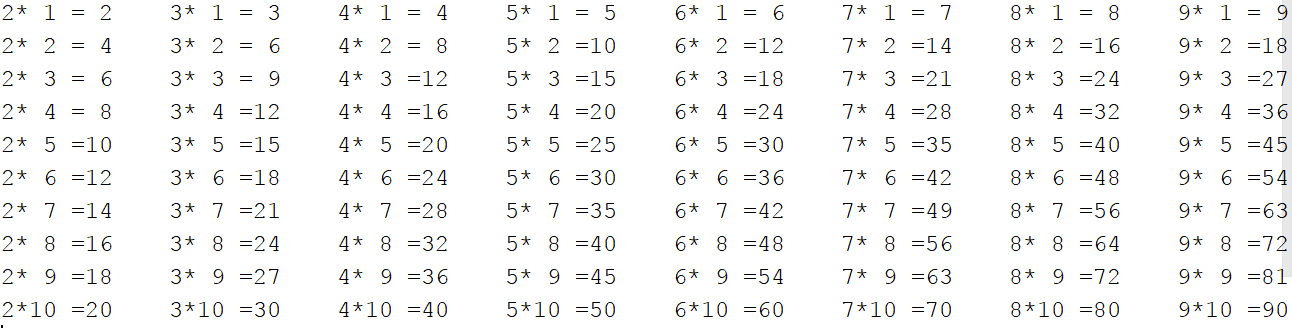 2* 1 = 2     3* 1 = 3     4* 1 = 4     5* 1 = 5     6* 1 = 6     7* 1 = 7     8* 1 = 8     9* 1 = 9
2* 2 = 4     3* 2 = 6     4* 2 = 8     5* 2 =10     6* 2 =12     7* 2 =14     8* 2 =16     9* 2 =18
2* 3 = 6     3* 3 = 9     4* 3 =12     5* 3 =15     6* 3 =18     7* 3 =21     8* 3 =24     9* 3 =27
2* 4 = 8     3* 4 =12     4* 4 =16     5* 4 =20     6* 4 =24     7* 4 =28     8* 4 =32     9* 4 =36
2* 5 =10     3* 5 =15     4* 5 =20     5* 5 =25     6* 5 =30     7* 5 =35     8* 5 =40     9* 5 =45
2* 6 =12     3* 6 =18     4* 6 =24     5* 6 =30     6* 6 =36     7* 6 =42     8* 6 =48     9* 6 =54
2* 7 =14     3* 7 =21     4* 7 =28     5* 7 =35     6* 7 =42     7* 7 =49     8* 7 =56     9* 7 =63
2* 8 =16     3* 8 =24     4* 8 =32     5* 8 =40     6* 8 =48     7* 8 =56     8* 8 =64     9* 8 =72
2* 9 =18     3* 9 =27     4* 9 =36     5* 9 =45     6* 9 =54     7* 9 =63     8* 9 =72     9* 9 =81
2*10 =20     3*10 =30     4*10 =40     5*10 =50     6*10 =60     7*10 =70     8*10 =80     9*10 =90